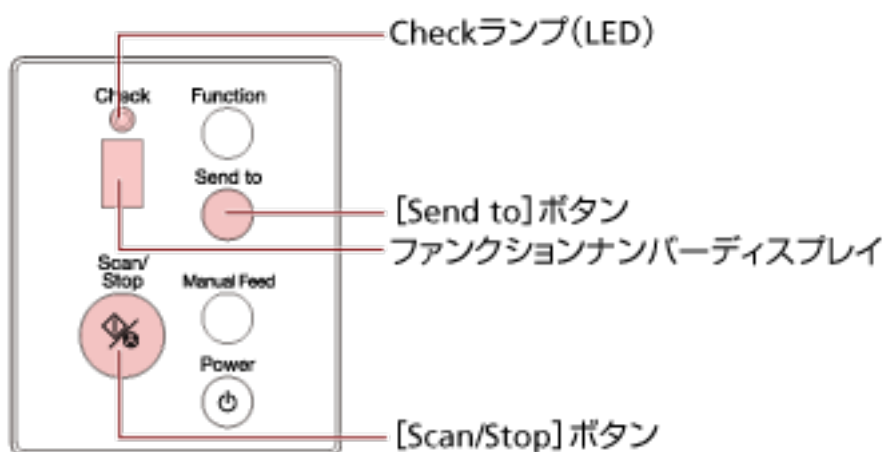 Checkランプ（LED）
Check
Function
Send to
[Send to]ボタン
ファンクションナンバーディスプレイ
Scan/
Stop
Manual Feed
Power
[Scan/Stop]ボタン